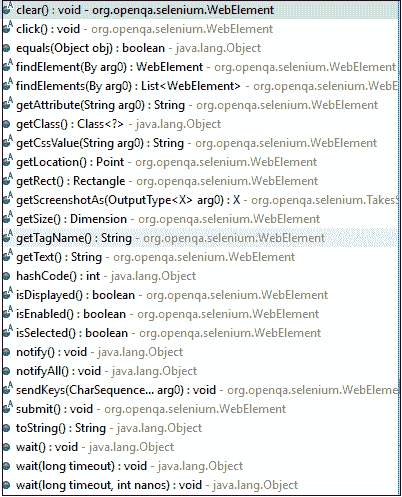 clear() : void - org.openqa.selenium.WebElement
click() : void - org.openqa.selenium.WebElement
equals(Object obj) : boolean - java.lang.Object
findElement(By arg0) : WebElement - org.openqa.selenium.WebElement
findElements(By arg0) : List<WebElement> - org.openqa.selenium.WebElement
getAttribute(String arg0) : String - org.openqa.selenium.WebElement
getClass() : Class<?> - java.lang.Object
getCssValue(String arg0) : String - org.openqa.selenium.WebElement
getLocation() : Point - org.openqa.selenium.WebElement
getRect() : Rectangle - org.openqa.selenium.WebElement
getScreenshotAs(OutputType<X> arg0) : X - org.openqa.selenium.TakesS
getSize() : Dimension - org.openqa.selenium.WebElement
getTagName() : String - org.openqa.selenium.WebElement
getText() : String - org.openqa.selenium.WebElement
hashCode() : int - java.lang.Object
isDisplayed() : boolean - org.openqa.selenium.WebElement
isEnabled() : boolean - org.openqa.selenium.WebElement
isSelected() : boolean - org.openqa.selenium.WebElement
notify() : void - java.lang.Object
notifyAll() : void - java.lang.Object
sendKeys(CharSequence... arg0) : void - org.openqa.selenium.WebEleme
submit() : void - org.openqa.selenium.WebElement
toString() : String - java.lang.Object
wait() : void - java.lang.Object
wait(long timeout) : void - java.lang.Object
wait(long timeout, int nanos) : void - java.lang.Object